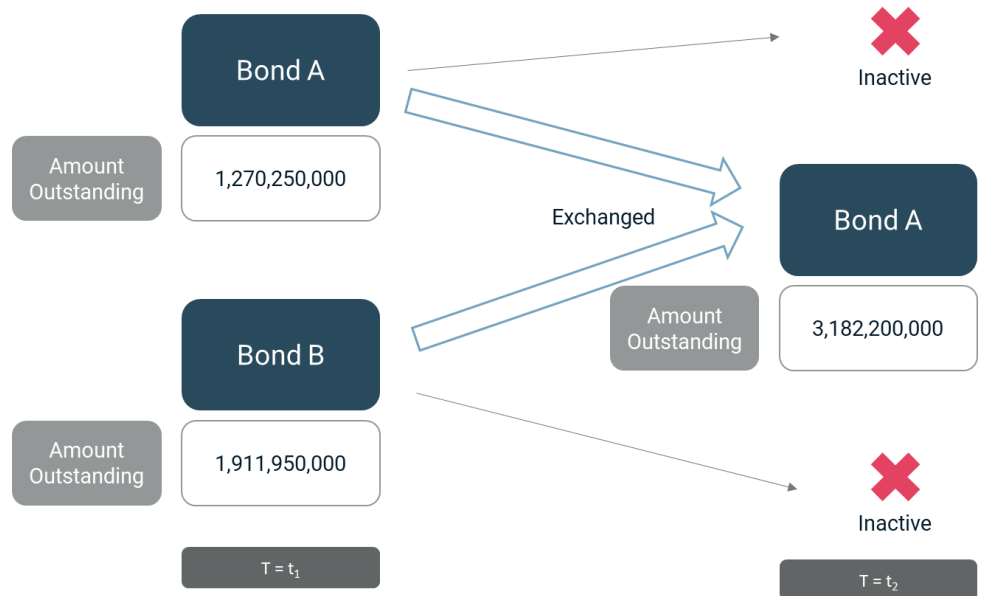 Bond A
Inactive
Amount
Outstanding
1,270,250,000
Exchanged
Bond A
Amount
Outstanding
3,182,200,000
Bond B
Amount
Outstanding
1,911,950,000
Inactive
T = t₁
T = t₂